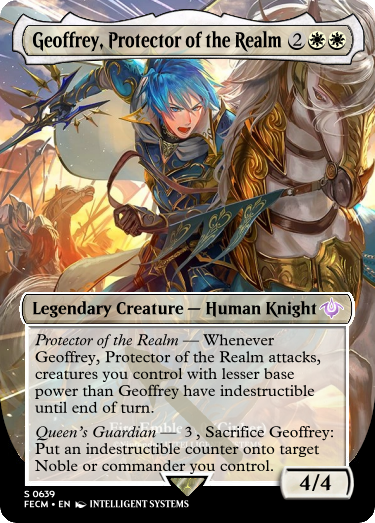 Geoffrey, Protector of the Realm 2
Legendary Creature — Human Knight
Protector of the Realm — Whenever
Geoffrey, Protector of the Realm attacks,
creatures you control with lesser base
power than Geoffrey have indestructible
until end of turn.
Queen's Guardian — 3 , Sacrifice Geoffrey:
Put an indestructible counter onto target
Noble or commander you control.
4/4
S 0639
FECM • EN INTELLIGENT SYSTEMS